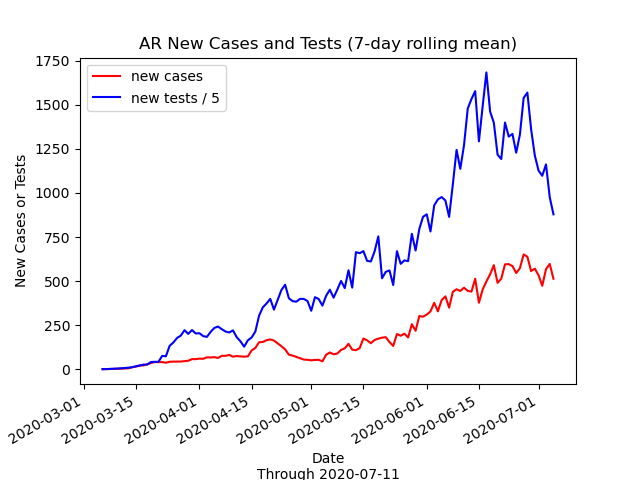 AR New Cases and Tests (7-day rolling mean)
new cases
new tests / 5
New Cases or Tests
1750
1500
1250
1000
750
500
250
0
2020-03-01
2020-03-15
2020-04-01
2020-04-15
2020-05-01
2020-05-15
2020-06-01
2020-06-15
2020-07-01
Date
Through 2020-07-11